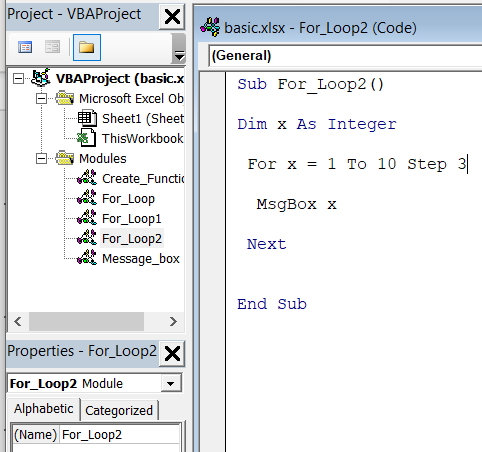 Project - VBAProject
VBAProject (basic.x
Microsoft Excel Ob
Sheet1 (Sheet
ThisWorkbook
Modules
Create_Functio
For_Loop
For_Loop1
For_Loop2
Message_box
Properties - For_Loop2
For_Loop2 Module
Alphabetic Categorized
(Name) For_Loop2
basic.xlsx - For_Loop2 (Code)
(General)
Sub For_Loop2()
Dim x As Integer
For x = 1 To 10 Step 3
MsgBox x
Next
End Sub